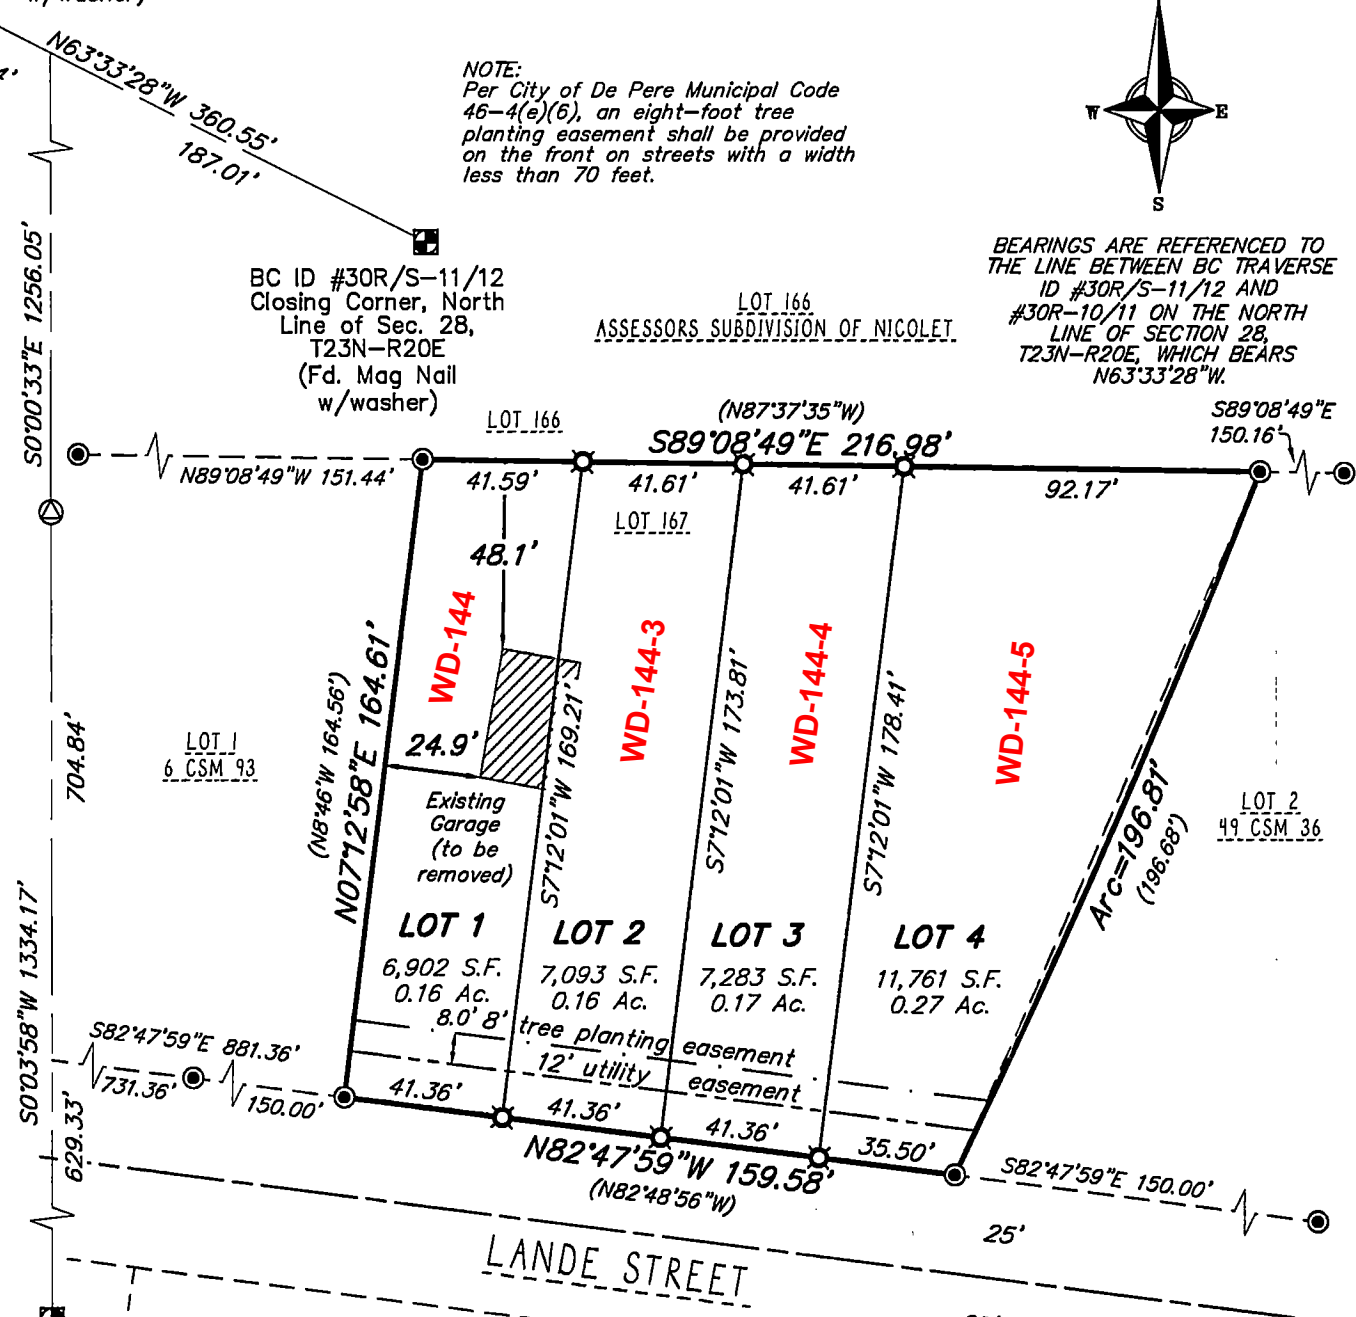 N63°33'28"W 360.55'
187.01'
NOTE:
Per City of De Pere Municipal Code
46-4(e)(6), an eight-foot tree
planting easement shall be provided
on the front on streets with a width
less than 70 feet.
W
E
S
BEARINGS ARE REFERENCED TO
THE LINE BETWEEN BC TRAVERSE
ID #30R/S-11/12 AND
#30R-10/11 ON THE NORTH
LINE OF SECTION 28,
T23N-R20E, WHICH BEARS
N63°33'28"W.
BC ID #30R/S-11/12
Closing Corner, North
Line of Sec. 28,
T23N-R20E
(Fd. Mag Nail
w/washer)
LOT 166
ASSESSORS SUBDIVISION OF NICOLET
S0°00'33"E 1256.05'
LOT 166
(N87°37'35"W)
S89°08'49"E 216.98'
S89°08'49"E
150.16'
N89°08'49"W 151.44'
41.59'
41.61'
41.61'
92.17'
LOT 167
48.1'
WD-144
WD-144-3
WD-144-4
WD-144-5
(N8°46'W 164.56')
N07°12'58"E 164.61'
24.9'
S7°12'01"W 169.21'
S7°12'01"W 173.81'
S7°12'01"W 178.41'
Arc=196.81'
(196.68')
704.84'
LOT 1
6 CSM 93
LOT 2
49 CSM 36
Existing
Garage
(to be
removed)
LOT 1
6,902 S.F.
0.16 Ac.
LOT 2
7,093 S.F.
0.16 Ac.
LOT 3
7,283 S.F.
0.17 Ac.
LOT 4
11,761 S.F.
0.27 Ac.
8.0' 8' tree planting easement
12' utility easement
S0°03'58"W 1334.17'
629.33'
S82°47'59"E 881.36'
731.36'
150.00'
41.36'
41.36'
41.36'
35.50'
N82°47'59"W 159.58'
(N82°48'56"W)
S82°47'59"E 150.00'
25'
LANDE STREET